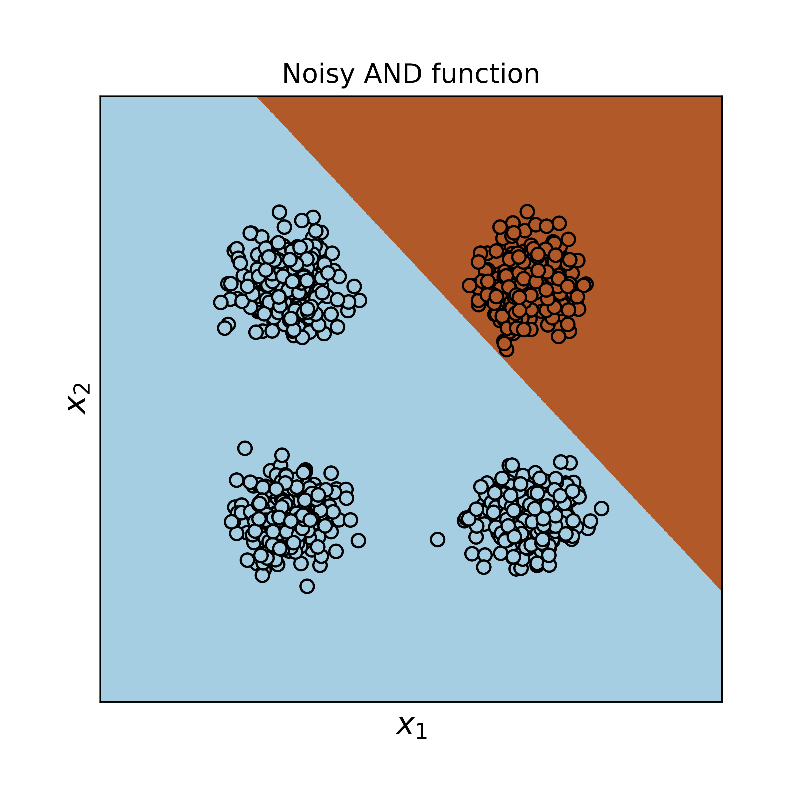 Noisy AND function
x₂
x₁